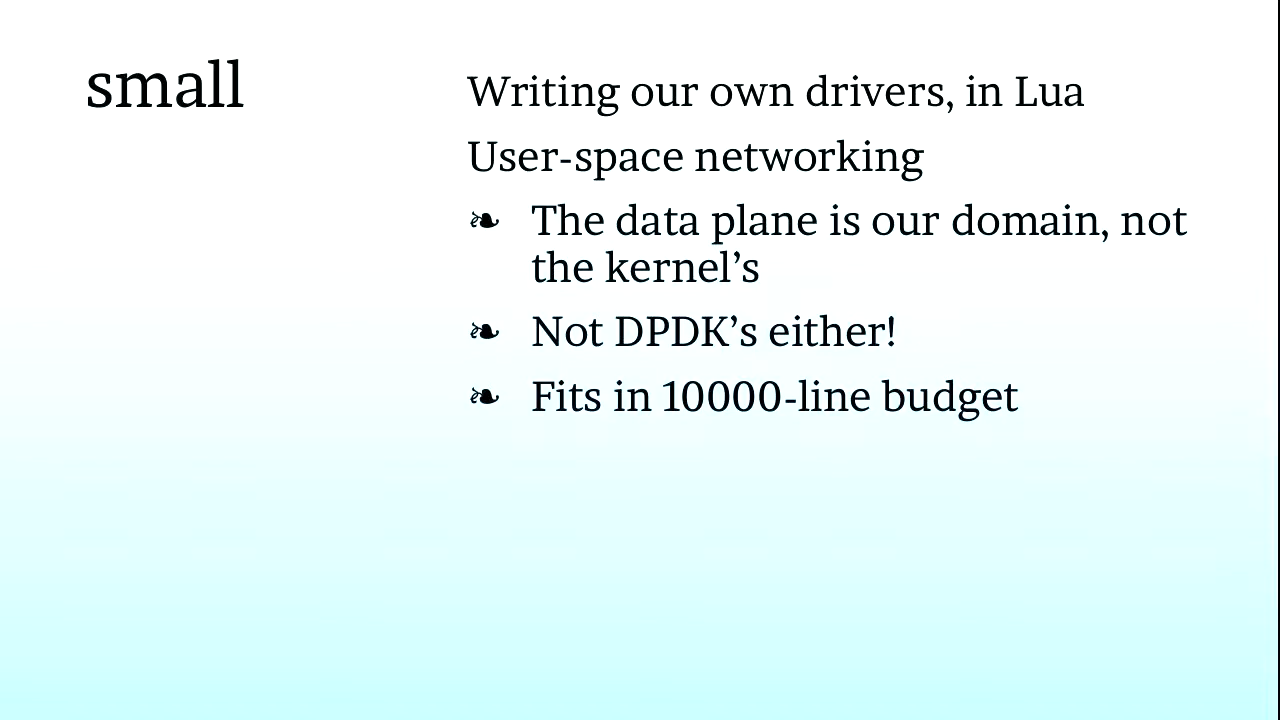 small
Writing our own drivers, in Lua
User-space networking
❧ The data plane is our domain, not
the kernel’s
❧ Not DPDK’s either!
❧ Fits in 10000-line budget